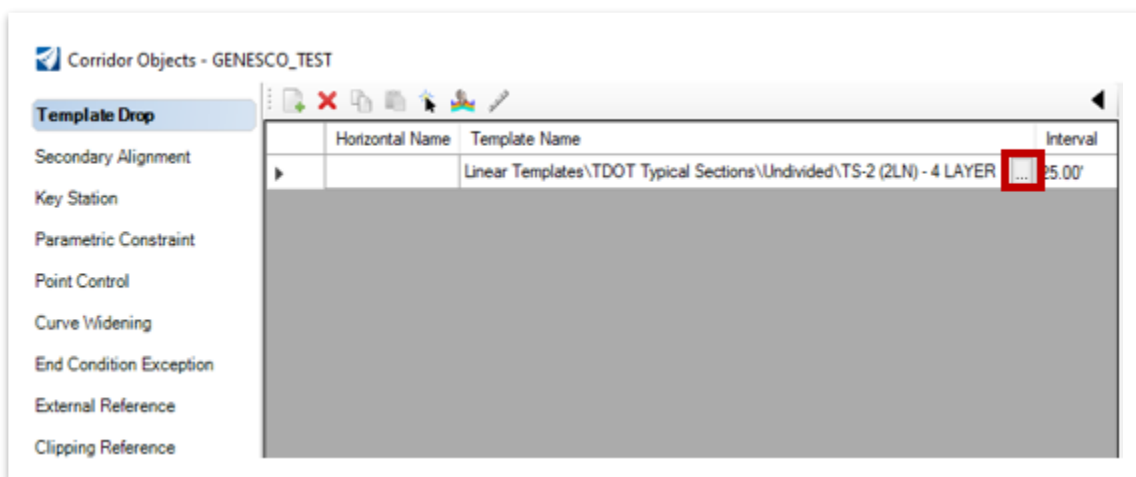 Corridor Objects - GENESCO_TEST
Template Drop
Secondary Alignment
Key Station
Parametric Constraint
Point Control
Curve Widening
End Condition Exception
External Reference
Clipping Reference
Horizontal Name Template Name Interval
Linear Templates\TDOT Typical Sections\Undivided\TS-2 (2LN) - 4 LAYER ... 25.00'